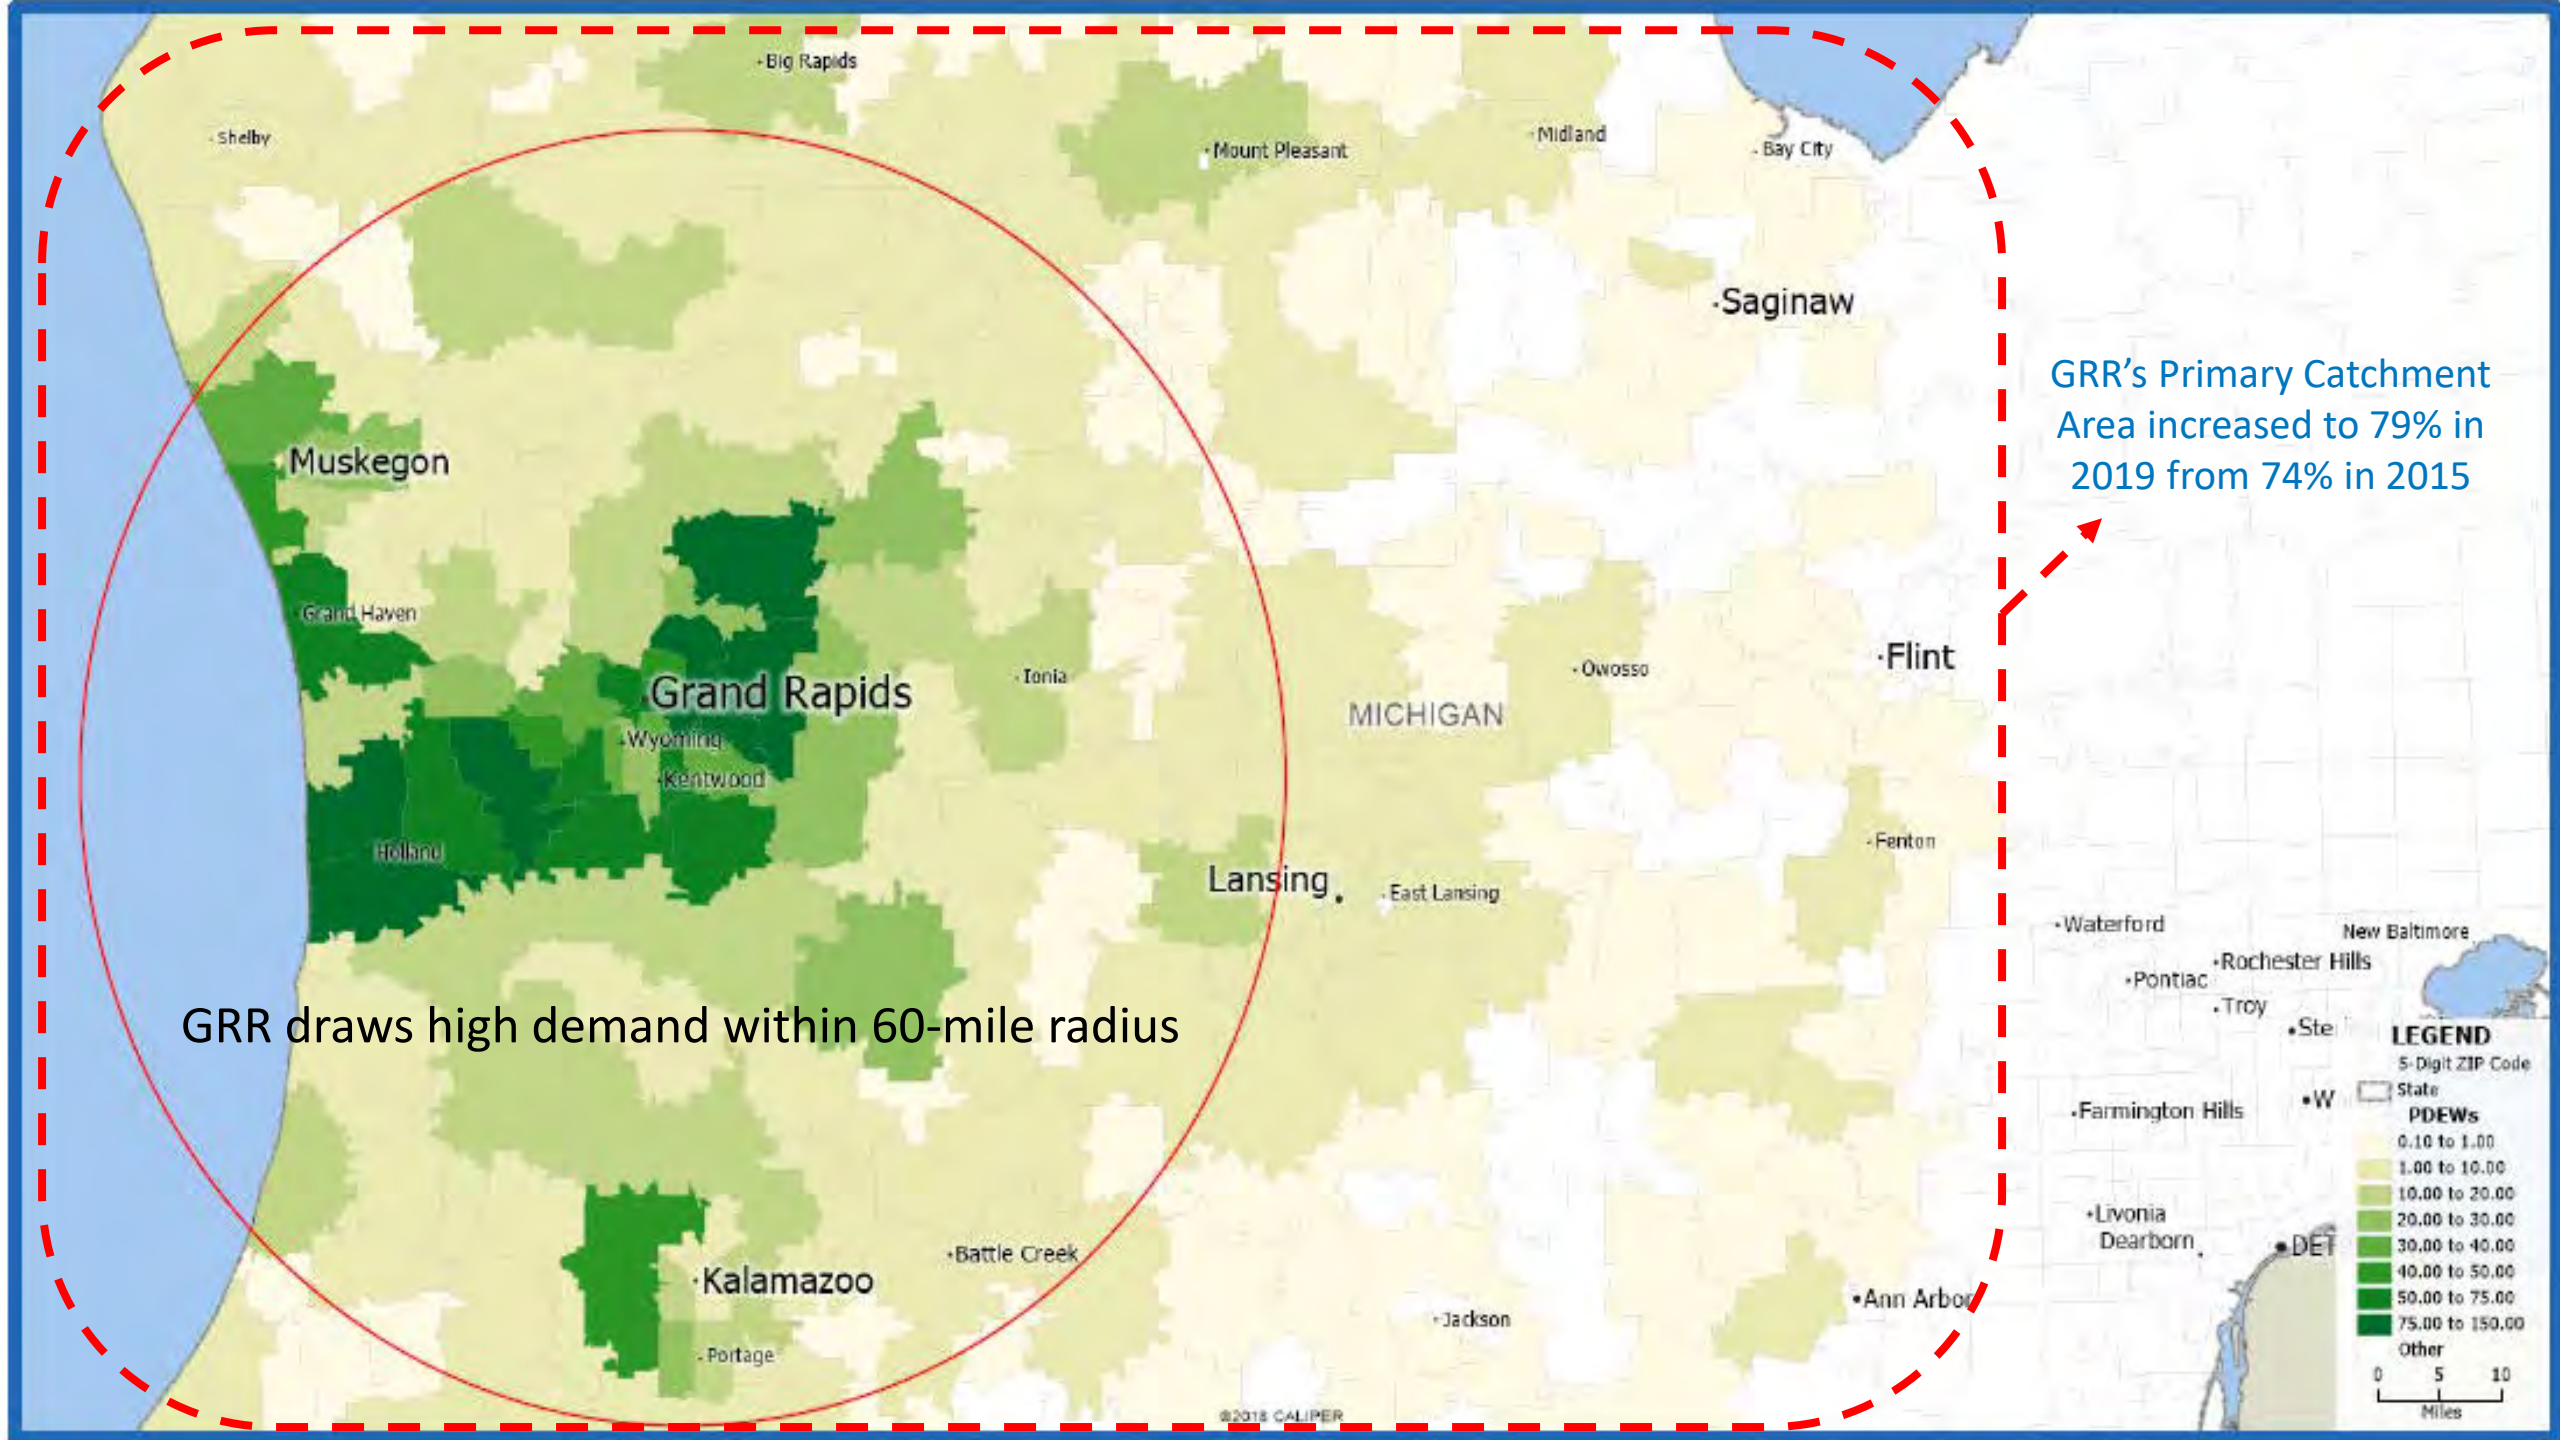 Big Rapids
Shelby
Mount Pleasant
Midland
Bay City
Saginaw
GRR’s Primary Catchment
Area increased to 79% in
2019 from 74% in 2015
Muskegon
Grand Haven
Grand Rapids
Ionia
Owosso
Flint
MICHIGAN
Wyoming
Kentwood
Holland
Fenton
Lansing
East Lansing
Waterford
New Baltimore
Rochester Hills
Pontiac
Troy
Ste
W
Farmington Hills
Livonia
Dearborn
DET
GRR draws high demand within 60-mile radius
Kalamazoo
Battle Creek
Portage
Jackson
Ann Arbor
©2018 CALIPER
LEGEND
5-Digit ZIP Code
State
PDEWs
0.10 to 1.00
1.00 to 10.00
10.00 to 20.00
20.00 to 30.00
30.00 to 40.00
40.00 to 50.00
50.00 to 75.00
75.00 to 150.00
Other
0 5 10
Miles